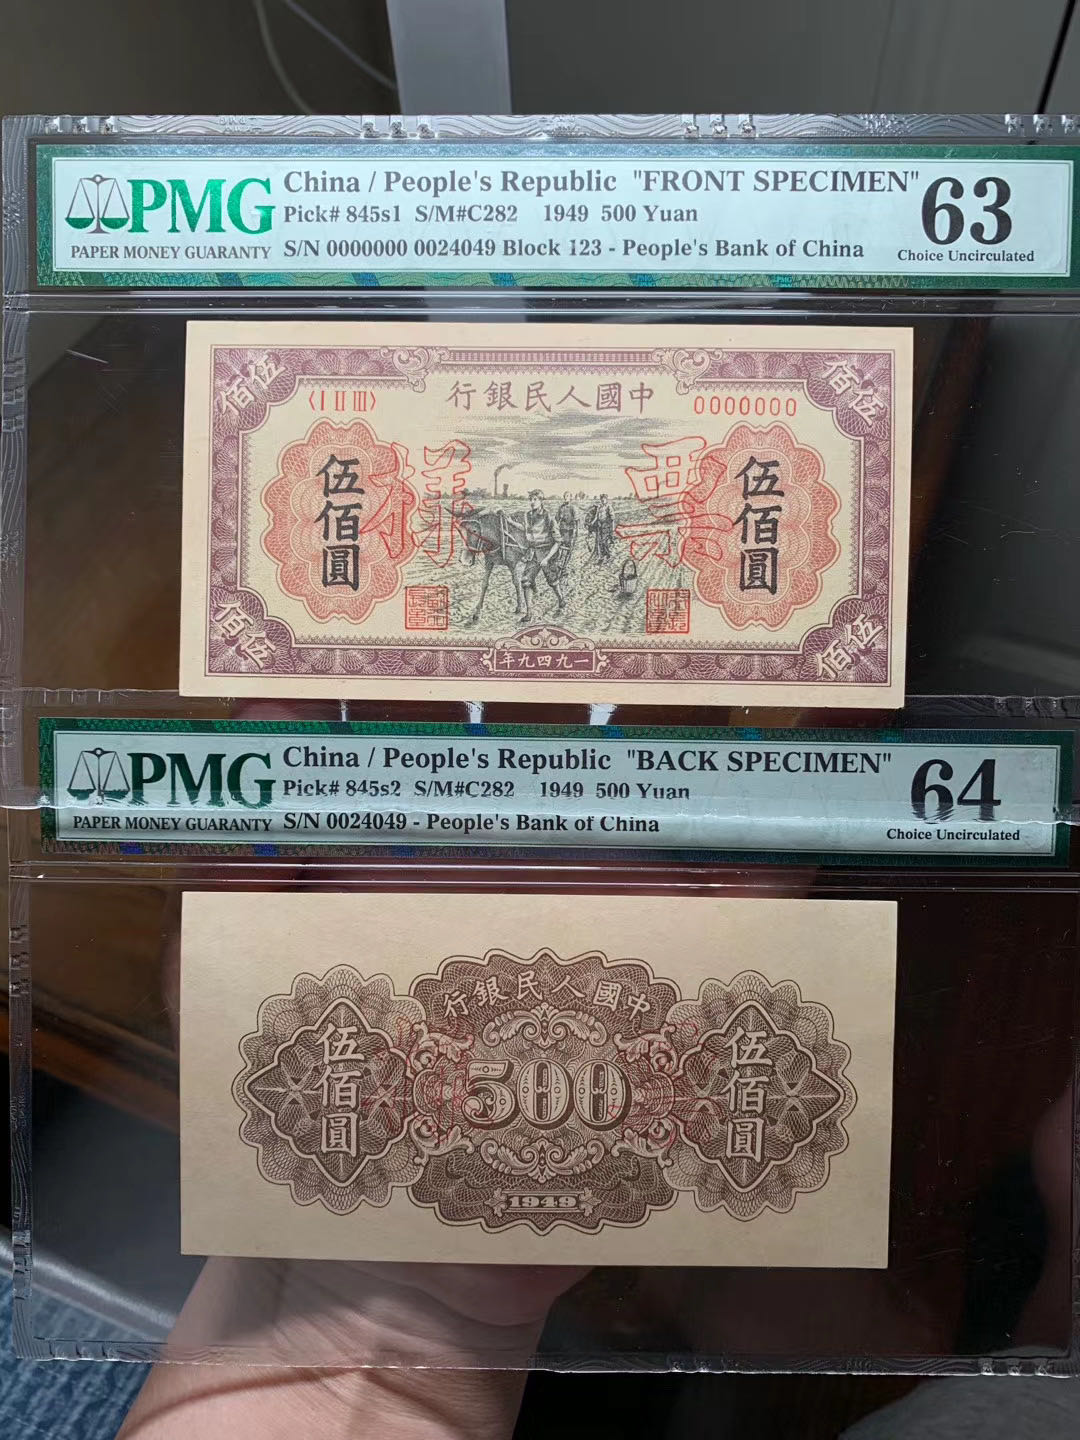 PMG
PAPER MONEY GUARANTY
China / People's Republic "FRONT SPECIMEN"
Pick# 845s1 S/M#C282 1949 500 Yuan
S/N 0000000 0024049 Block 123 - People's Bank of China
63
Choice Uncirculated
伍佰
行銀民人國中
佰伍
〈I II III〉
0000000
伍佰圓
樣票
伍佰圓
佰伍
年九四九一
佰伍
PMG
PAPER MONEY GUARANTY
China / People's Republic "BACK SPECIMEN"
Pick# 845s2 S/M#C282 1949 500 Yuan
S/N 0024049 - People's Bank of China
64
Choice Uncirculated
行銀民人國中
伍佰圓
500
伍佰圓
1949